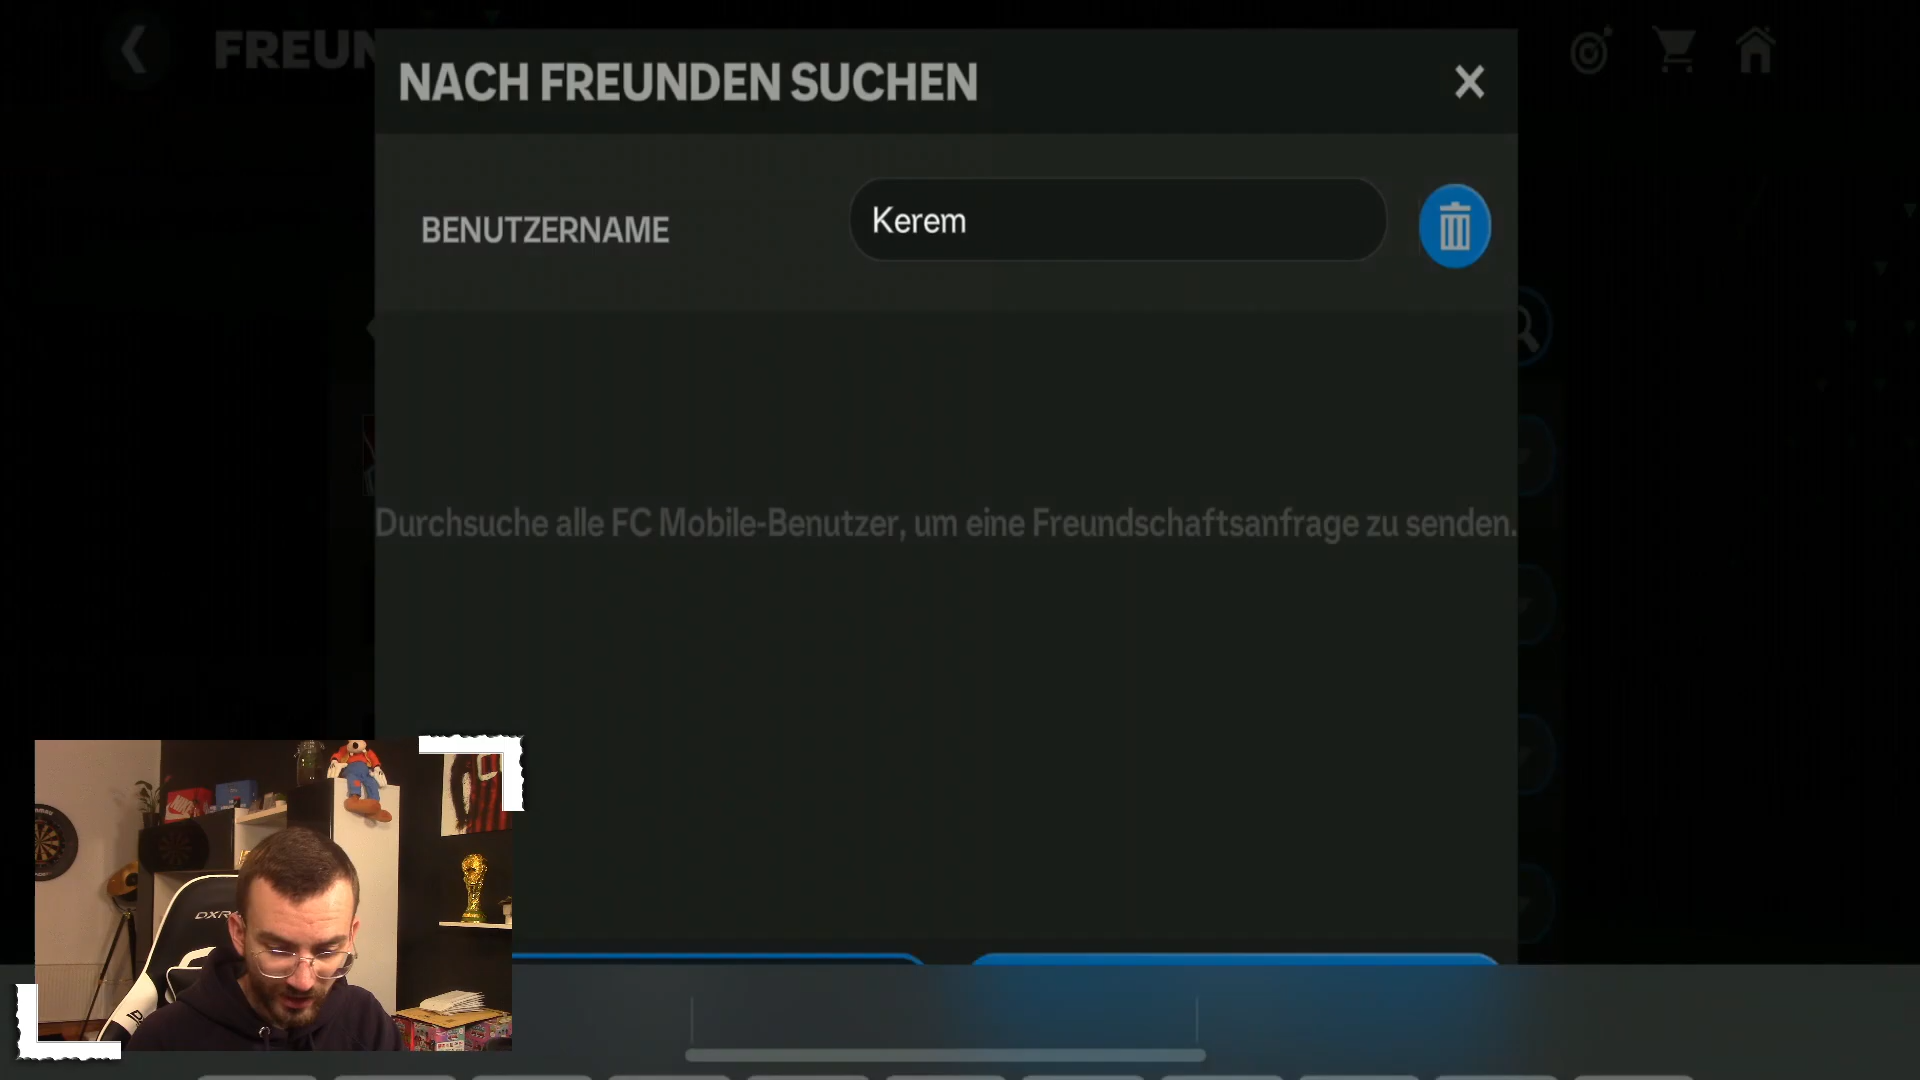 FREUN
NACH FREUNDEN SUCHEN
BENUTZERNAME
Kerem
Durchsuche alle FC Mobile-Benutzer, um eine Freundschaftsanfrage zu senden.